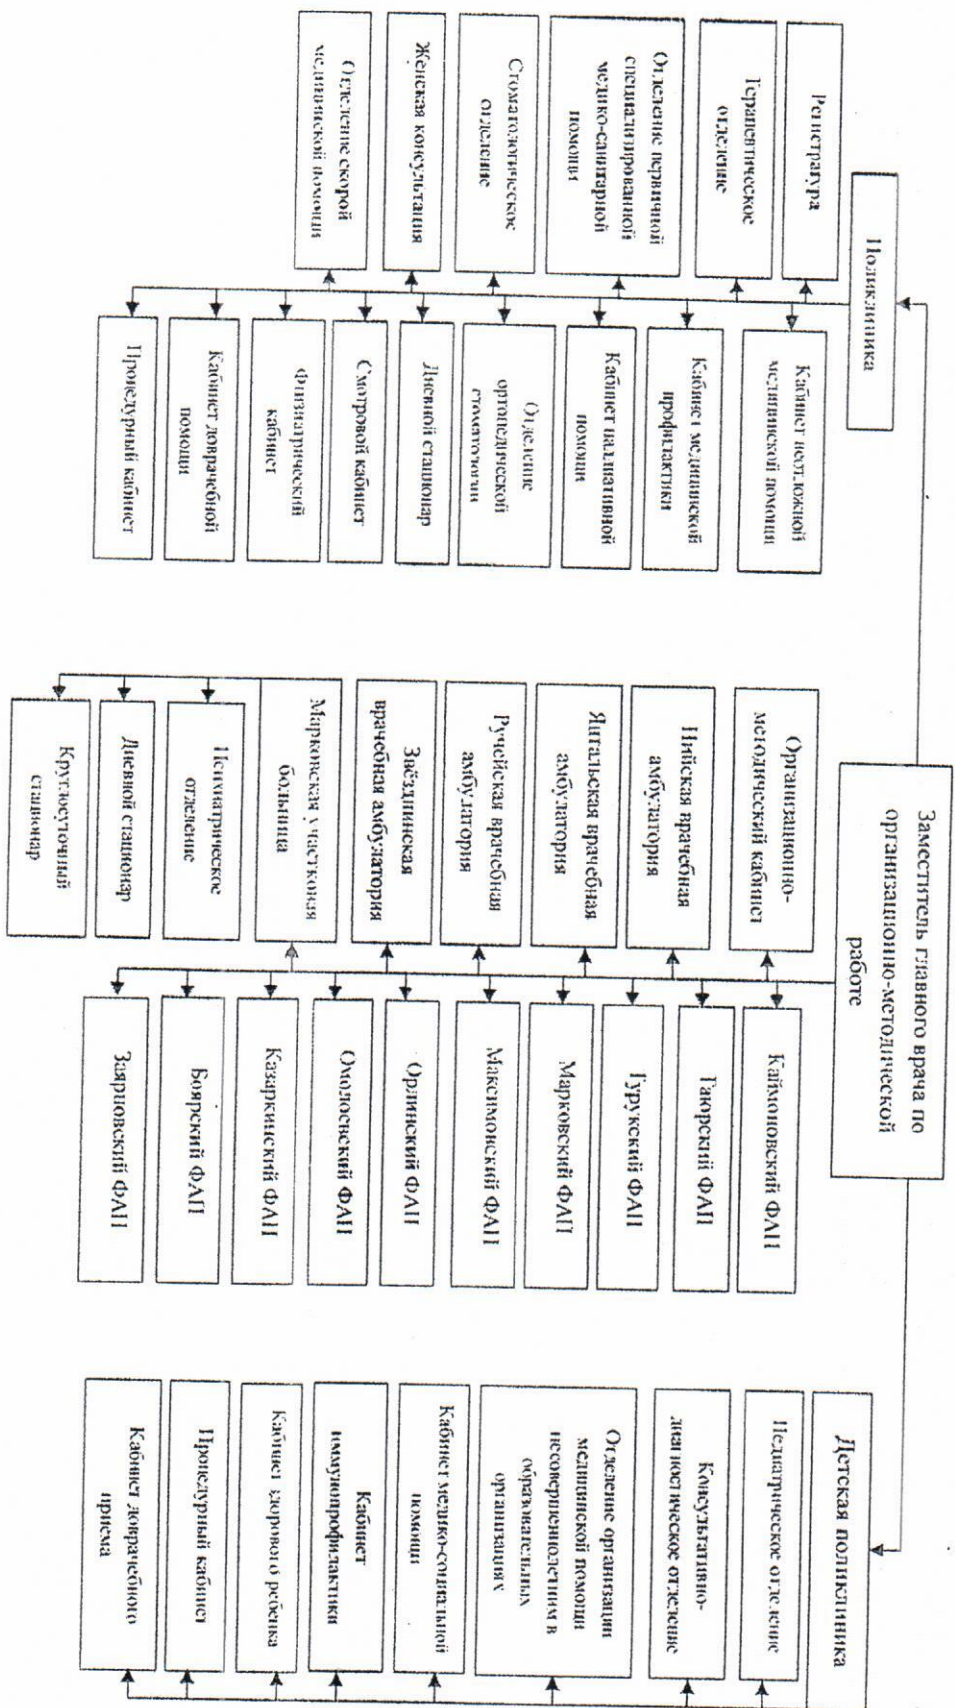 Заместитель главного врача по
организационно-методической
работе
Поликлиника
Регистратура
Терапевтическое
отделение
Отделение первичной
специализированной
медико-санитарной
помощи
Стоматологическое
отделение
Женская консультация
Отделение скорой
медицинской помощи
Кабинет неотложной
медицинской помощи
Кабинет медицинской
профилактики
Кабинет паллиативной
помощи
Отделение
ортопедической
стоматологии
Дневной стационар
Смотровой кабинет
Фтизиатрический
кабинет
Кабинет доврачебной
помощи
Процедурный кабинет
Организационно-
методический кабинет
Нийская врачебная
амбулатория
Янтальская врачебная
амбулатория
Ручейская врачебная
амбулатория
Звёзднинская
врачебная амбулатория
Марковская участковая
больница
Психиатрическое
отделение
Дневной стационар
Круглосуточный
стационар
Каймоновский ФАП
Гаюрский ФАП
Турукский ФАП
Марковский ФАП
Максимовский ФАП
Орлинский ФАП
Омолоевский ФАП
Казаркинский ФАП
Боярский ФАП
Заярновский ФАП
Детская поликлиника
Педиатрическое отделение
Консультативно-
диагностическое отделение
Отделение организации
медицинской помощи
несовершеннолетним в
образовательных
организациях
Кабинет медико-социальной
помощи
Кабинет
иммунопрофилактики
Кабинет здорового ребенка
Процедурный кабинет
Кабинет доврачебного
приема